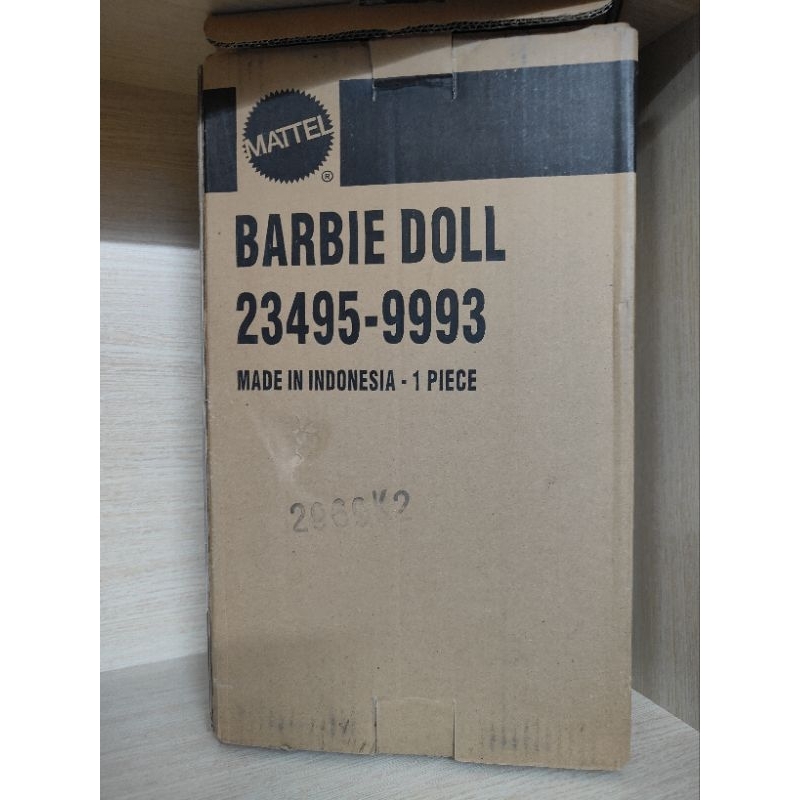 MATTEL
®
BARBIE DOLL
23495-9993
MADE IN INDONESIA - 1 PIECE